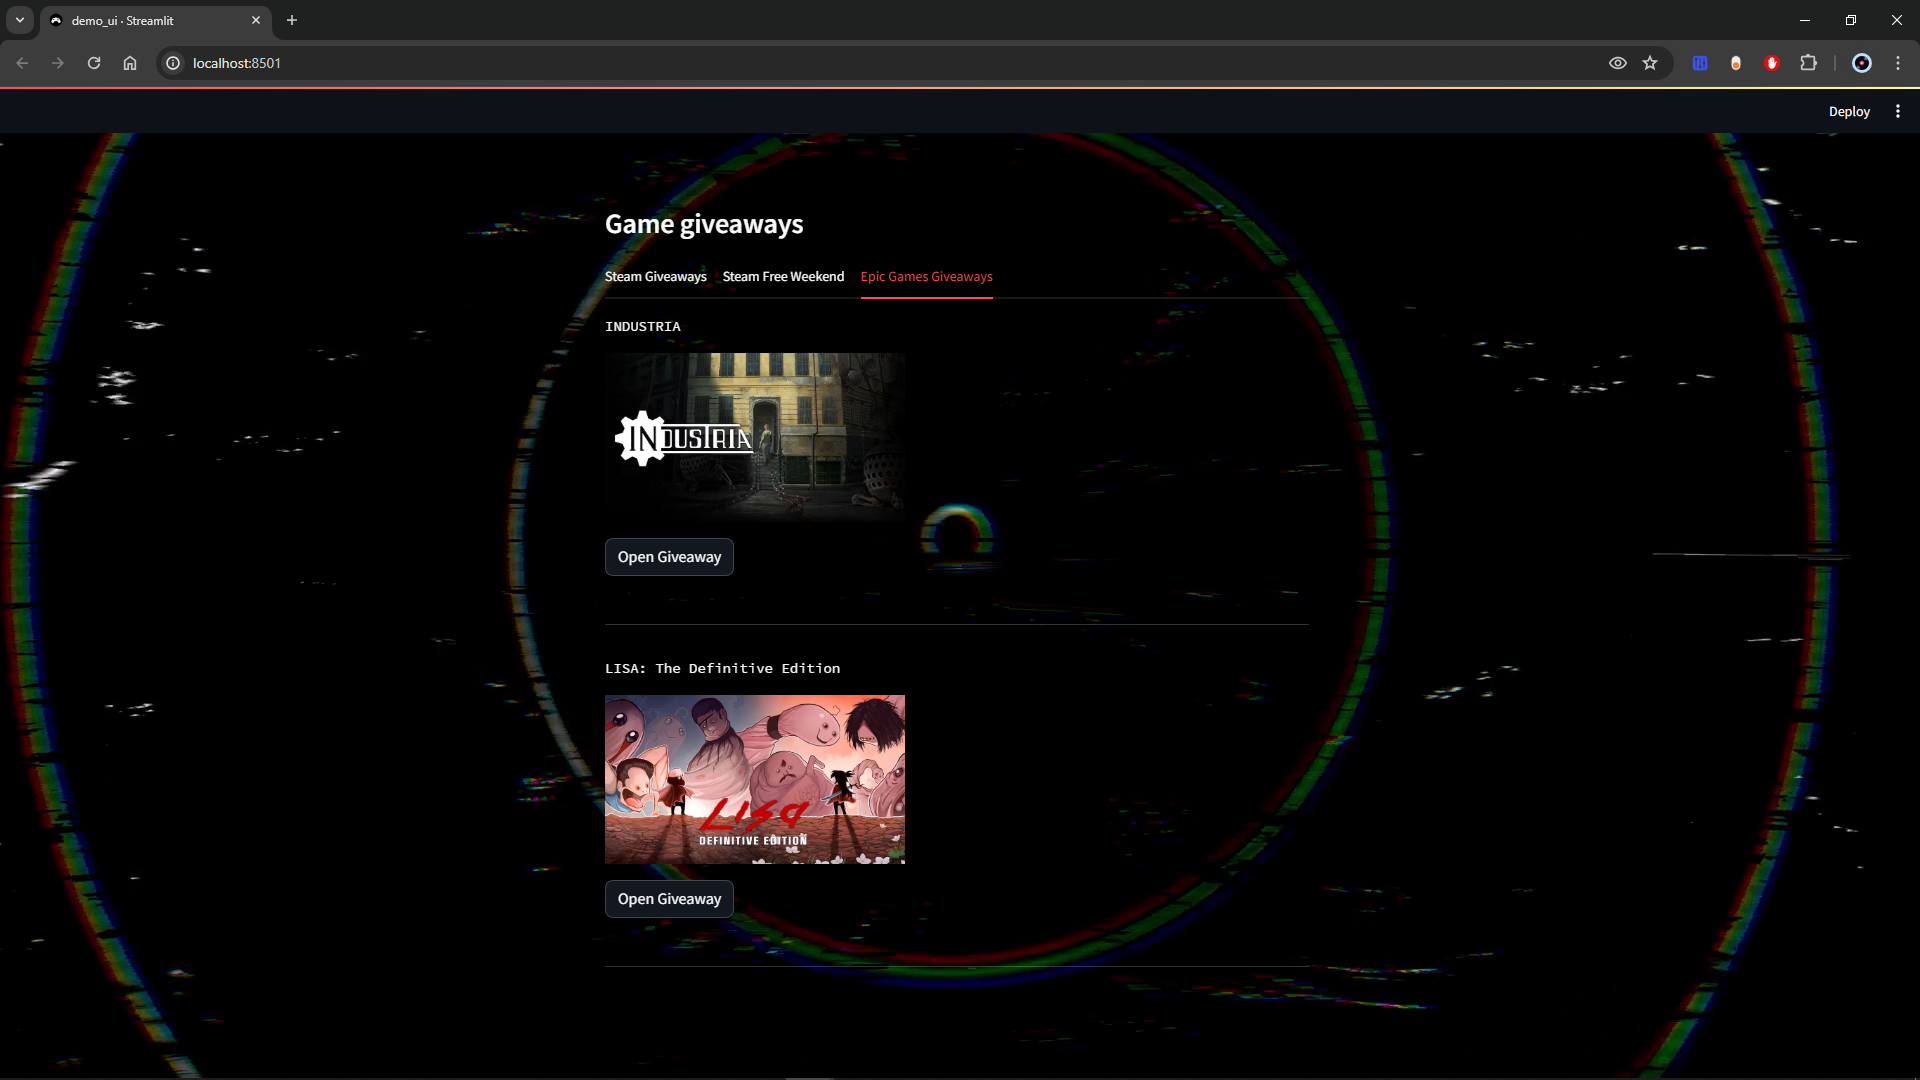 demo_ui · Streamlit
localhost:8501
Deploy
Game giveaways
Steam Giveaways Steam Free Weekend Epic Games Giveaways
INDUSTRIA
INDUSTRIA
Open Giveaway
LISA: The Definitive Edition
LISA
DEFINITIVE EDITION
Open Giveaway